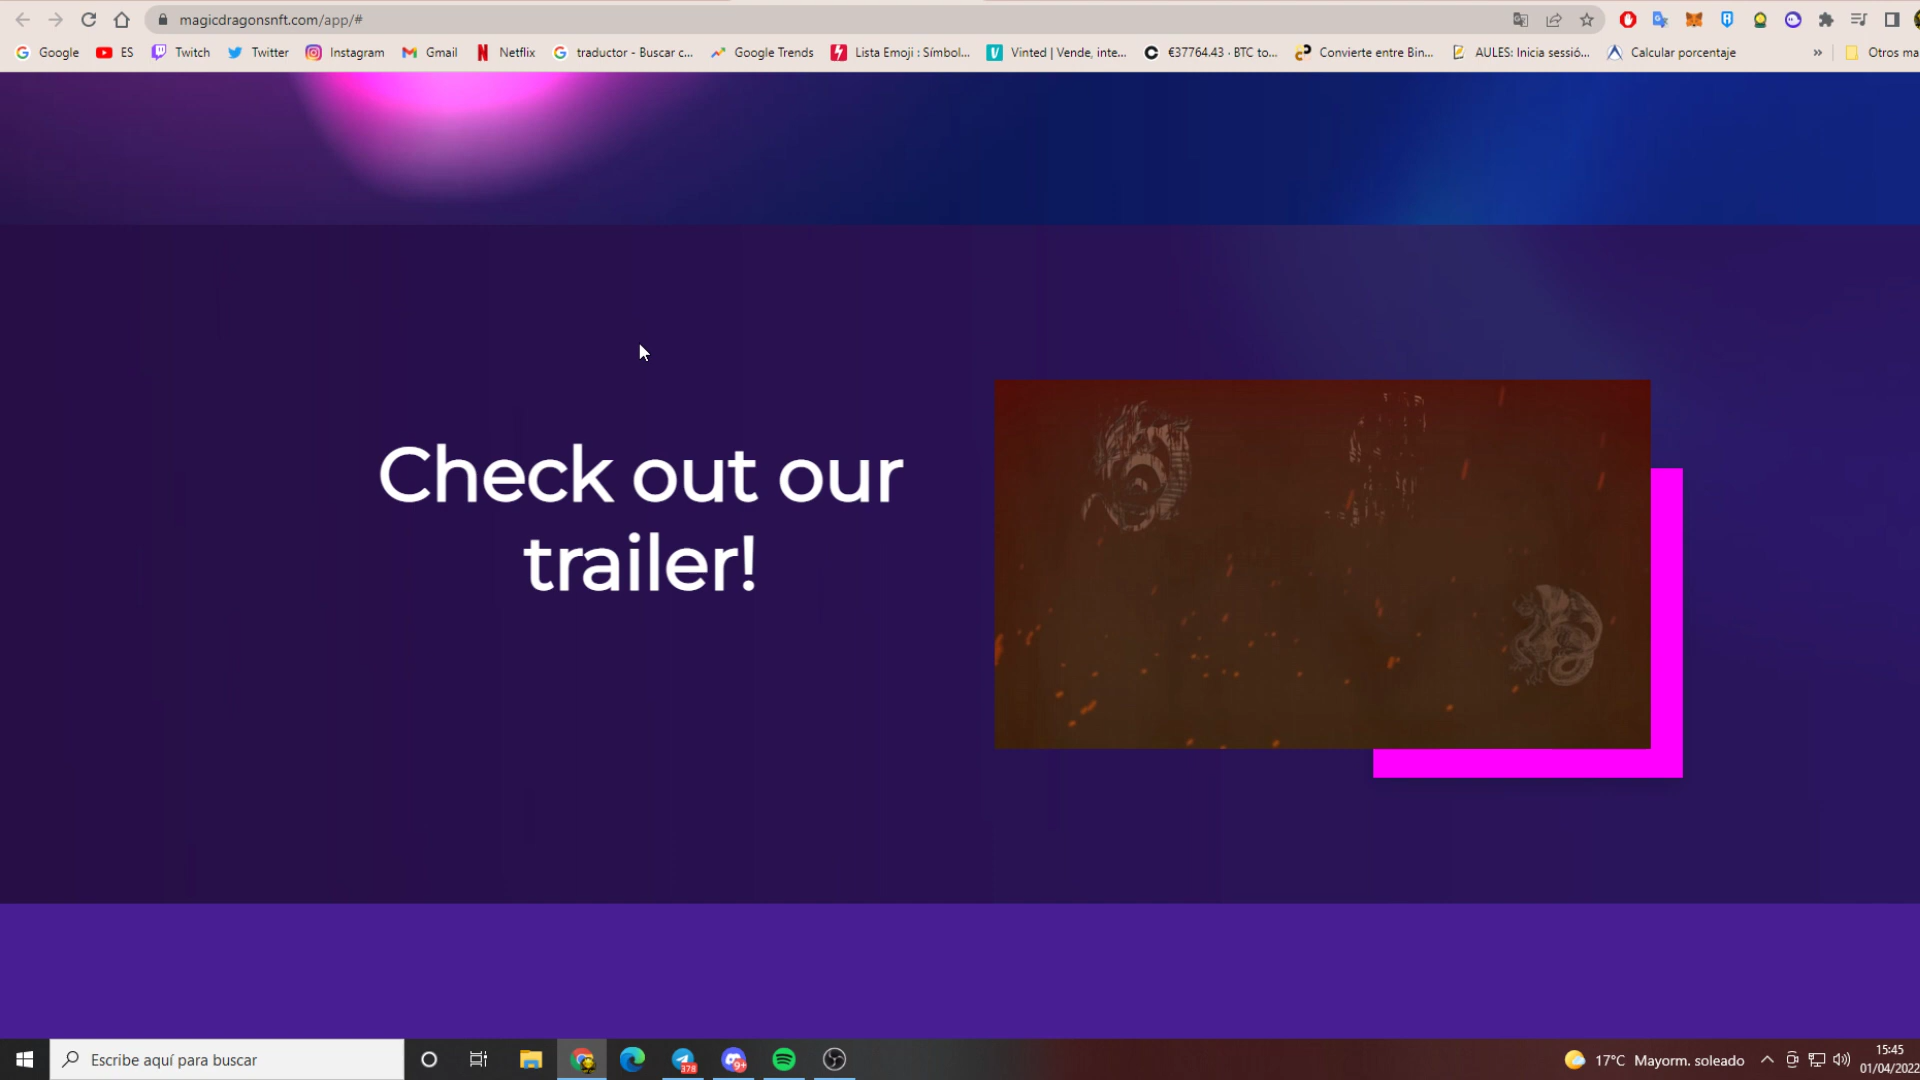 magicdragonsnft.com/app/#
Google ES Twitch Twitter Instagram Gmail Netflix traductor - Buscar c... Google Trends Lista Emoji : Símbol... Vinted | Vende, inte... €37764.43 · BTC to... Convierte entre Bin... AULES: Inicia sessió... Calcular porcentaje » Otros ma
Check out our
trailer!
Escribe aquí para buscar
378
9+
17°C Mayorm. soleado
15:45
01/04/2022